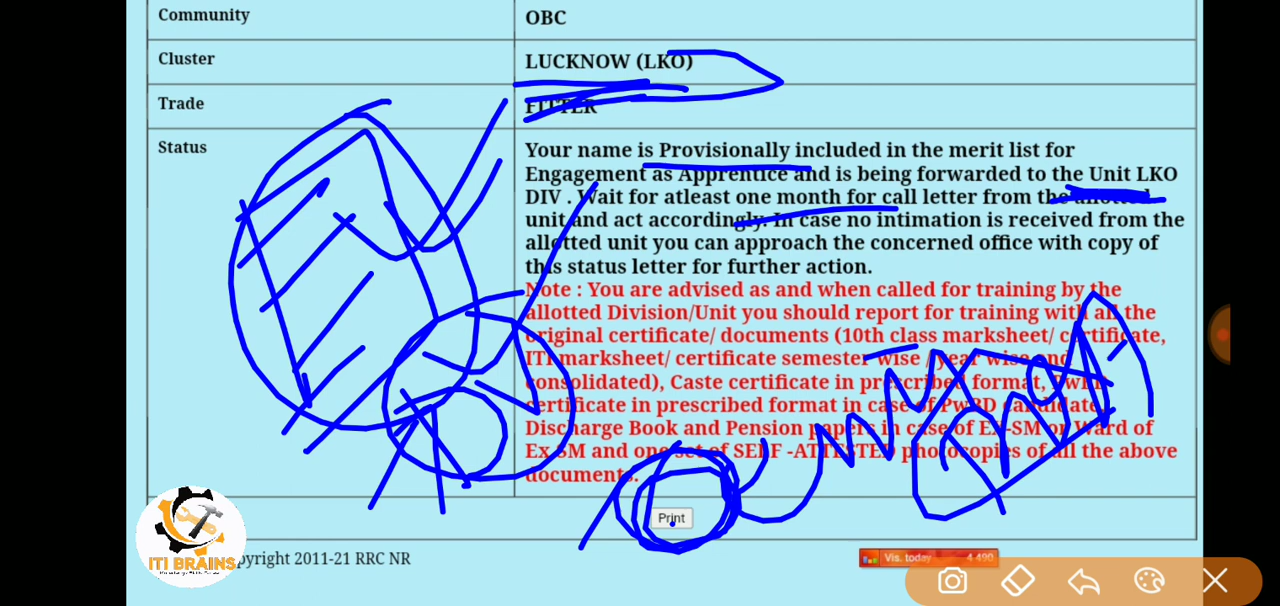 Community OBC
Cluster LUCKNOW (LKO)
Trade FITTER
Status Your name is Provisionally included in the merit list for
Engagement as Apprentice and is being forwarded to the Unit LKO
DIV . Wait for atleast one month for call letter from the allotted
unit and act accordingly. In case no intimation is received from the
allotted unit you can approach the concerned office with copy of
this status letter for further action.
Note : You are advised as and when called for training by the
allotted Division/Unit you should report for training with all the
original certificate/ documents (10th class marksheet/ certificate,
ITI marksheet/ certificate semester wise / year wise and
consolidated), Caste certificate in prescribed format, PwBD
certificate in prescribed format in case of PwBD candidate,
Discharge Book and Pension papers in case of Ex-SM or Ward of
Ex-SM and one set of SELF -ATTESTED photocopies of all the above
documents.
Print
pyright 2011-21 RRC NR
Vis. today 4 490
ITI BRAINS